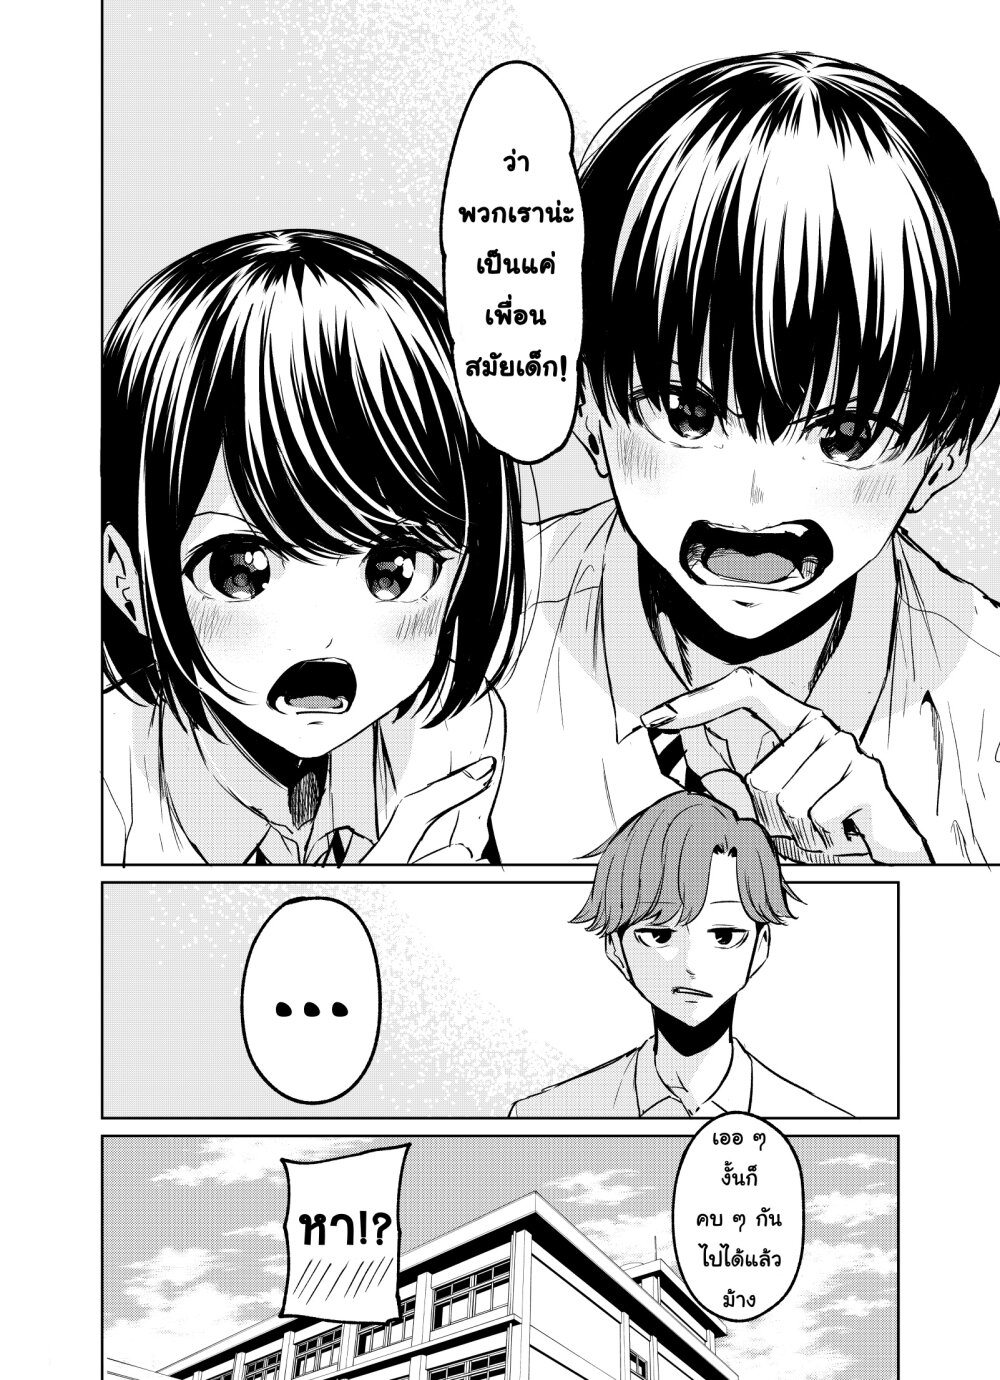 ว่า
พวกเราน่ะ
เป็นแค่
เพื่อน
สมัยเด็ก!
...
เออ ๆ
งั้นก็
คบ ๆ กัน
ไปได้แล้ว
ม้าง
หา!?